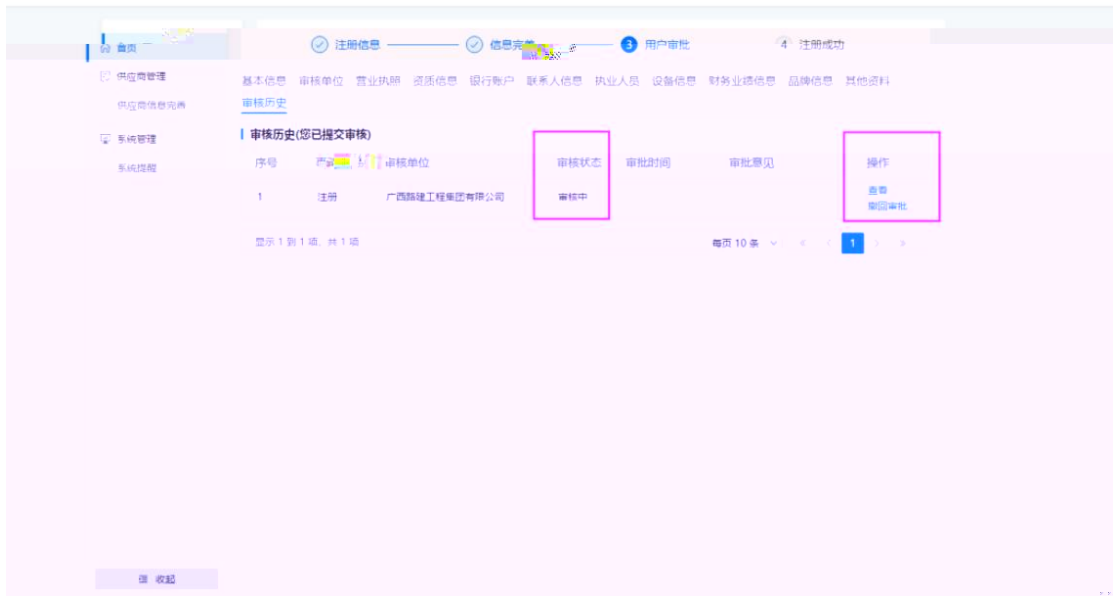 首页
注册信息
信息完善
3 用户审批
4 注册成功
供应商管理
供应商信息完善
系统管理
系统提醒
基本信息 审核单位 营业执照 资质信息 银行账户 联系人信息 执业人员 设备信息 财务业绩信息 品牌信息 其他资料
审核历史
审核历史(您已提交审核)
序号 审核单位 审核状态 审批时间 审批意见 操作
1 注册 广西路建工程集团有限公司 审核中 查看
撤回审批
显示 1 到 1 项, 共 1 项 每页 10 条 1
收起